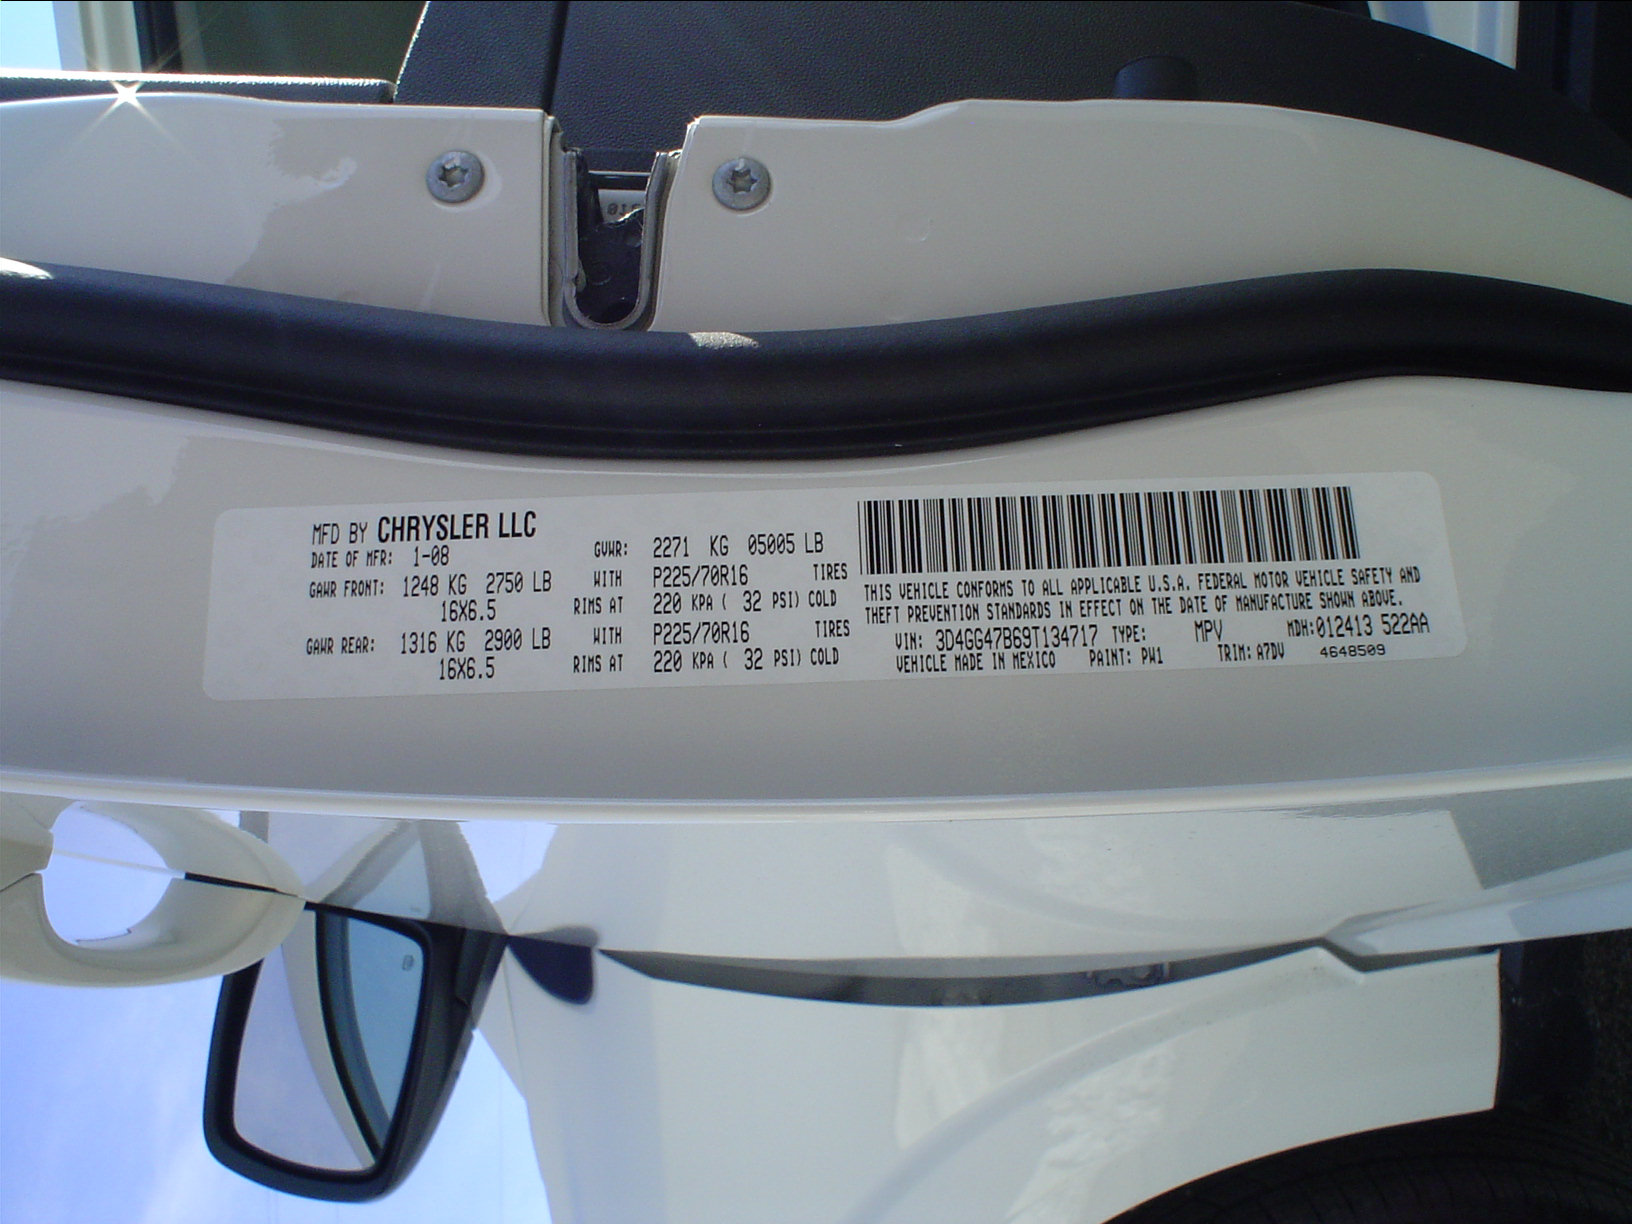 MFD BY CHRYSLER LLC
DATE OF MFR: 1-08 GVWR: 2271 KG 05005 LB
GAWR FRONT: 1248 KG 2750 LB WITH P225/70R16 TIRES
16X6.5 RIMS AT 220 KPA ( 32 PSI) COLD
GAWR REAR: 1316 KG 2900 LB WITH P225/70R16 TIRES
16X6.5 RIMS AT 220 KPA ( 32 PSI) COLD
THIS VEHICLE CONFORMS TO ALL APPLICABLE U.S.A. FEDERAL MOTOR VEHICLE SAFETY AND
THEFT PREVENTION STANDARDS IN EFFECT ON THE DATE OF MANUFACTURE SHOWN ABOVE.
VIN: 3D4GG47B69T134717 TYPE: MPV MDH:012413 522AA
VEHICLE MADE IN MEXICO PAINT: PW1 TRIM: A7DV 4648509